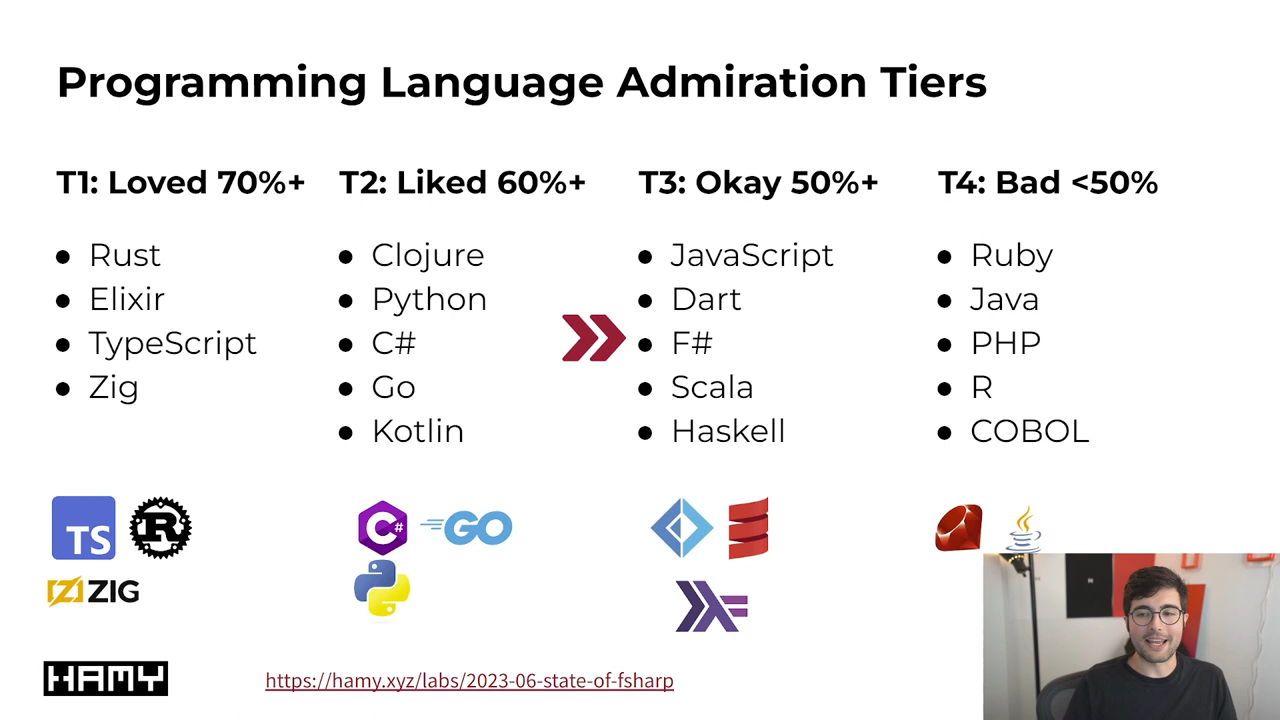 Programming Language Admiration Tiers
T1: Loved 70%+
Rust
Elixir
TypeScript
Zig
T2: Liked 60%+
Clojure
Python
C#
Go
Kotlin
T3: Okay 50%+
JavaScript
Dart
F#
Scala
Haskell
T4: Bad <50%
Ruby
Java
PHP
R
COBOL
TS
R
ZIG
C#
GO
HAMY
https://hamy.xyz/labs/2023-06-state-of-fsharp